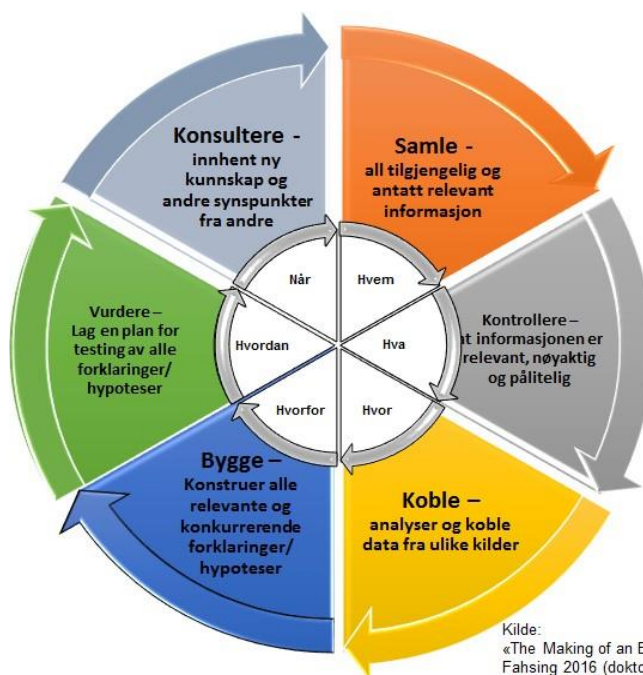 Samle -
all tilgjengelig og
antatt relevant
informasjon
Kontrollere –
informasjonen er
relevant, nøyaktig
og pålitelig
Koble –
analyser og koble
data fra ulike kilder
Bygge –
Konstruer alle
relevante og
konkurrerende
forklaringer/
hypoteser
Vurdere –
Lag en plan for
testing av alle
forklaringer/
hypoteser
Konsultere -
innhent ny
kunnskap og
andre synspunkter
fra andre
Hvem
Hva
Hvor
Hvorfor
Hvordan
Når
Kilde:
«The Making of an
Fahsing 2016